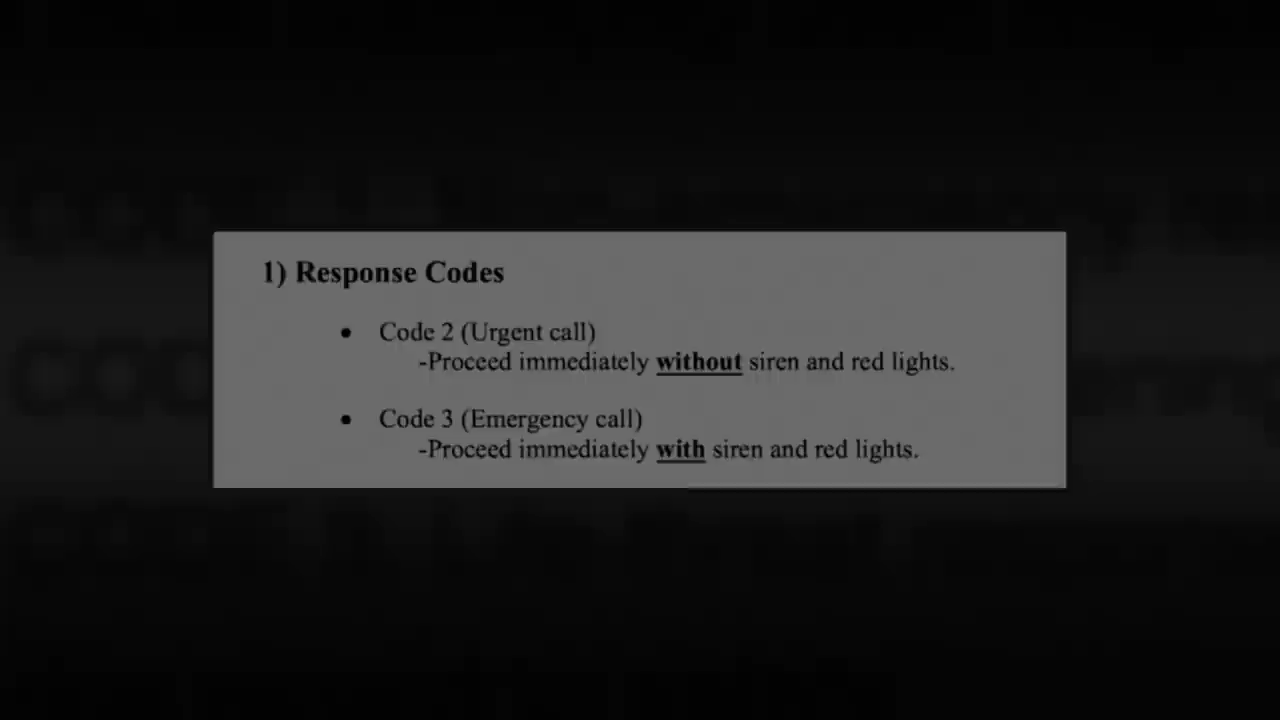 1) Response Codes
• Code 2 (Urgent call)
-Proceed immediately without siren and red lights.
• Code 3 (Emergency call)
-Proceed immediately with siren and red lights.